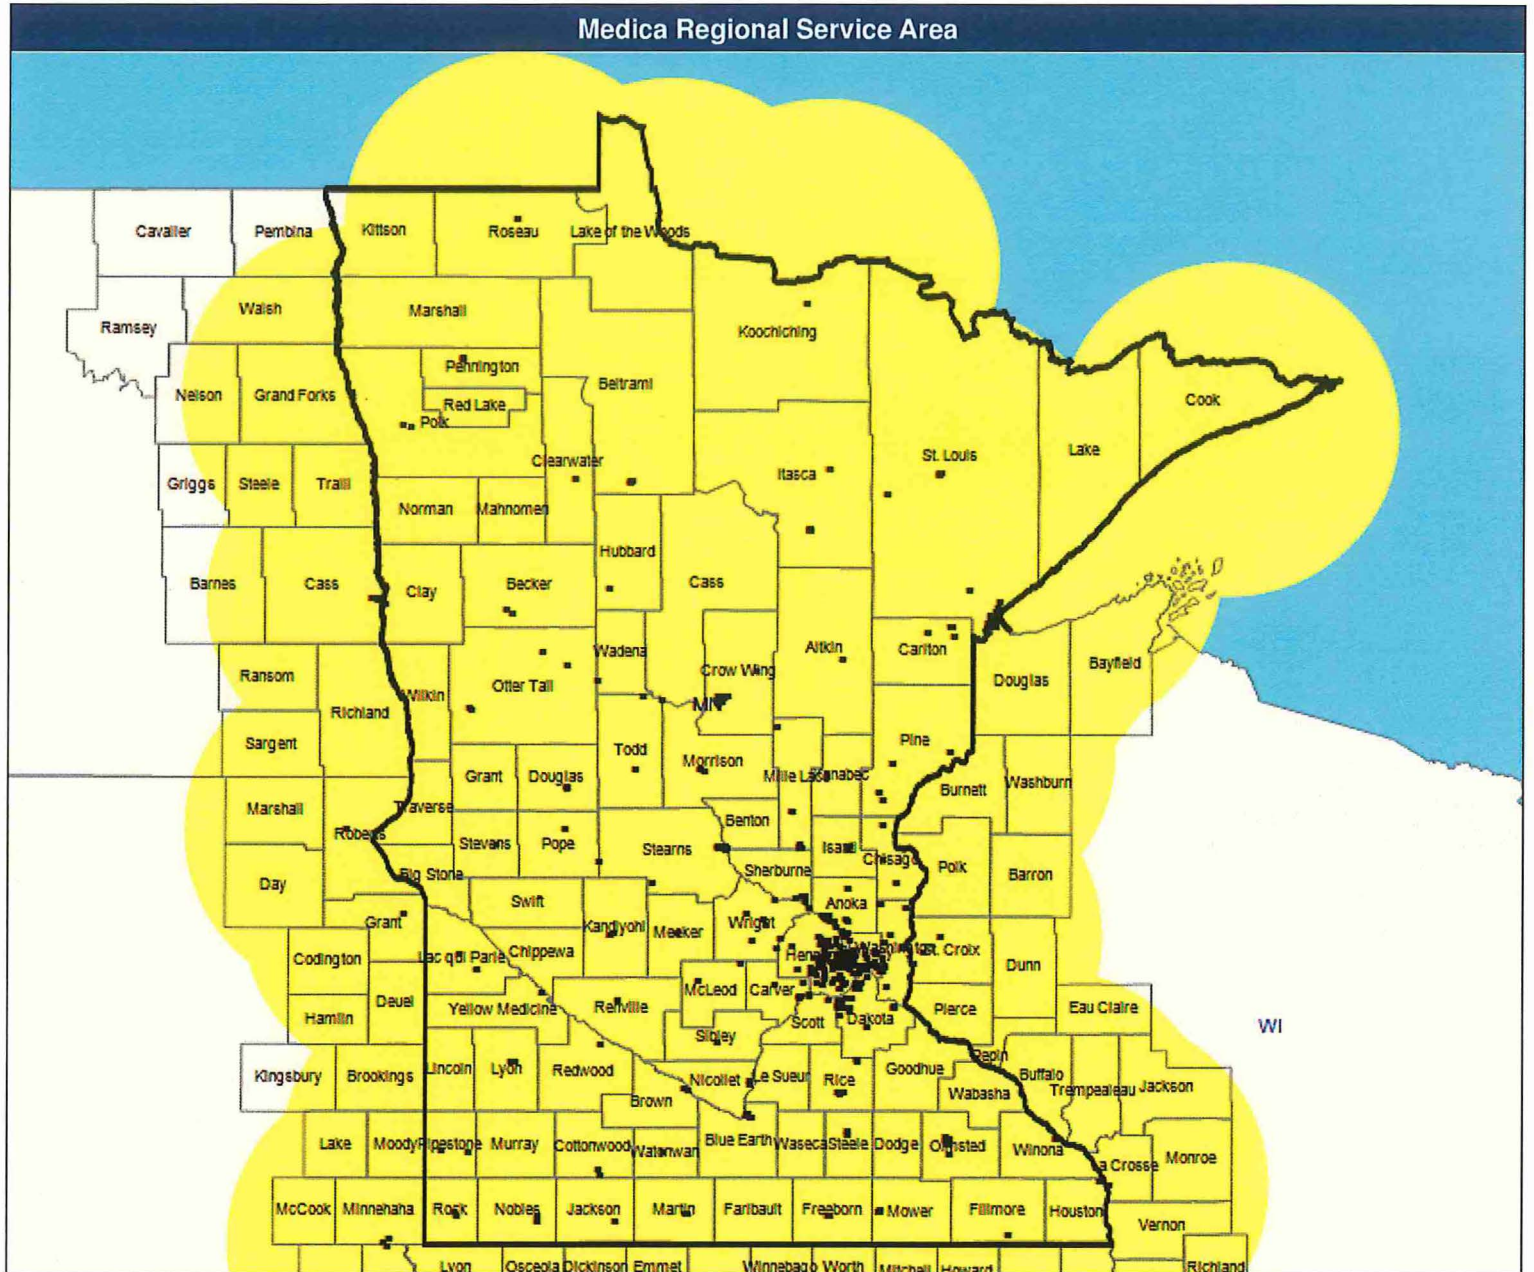 Medica Regional Service Area
Cavalier
Pembina
Kittson
Roseau
Lake of the Woods
Walsh
Marshall
Ramsey
Koochiching
Pennington
Beltrami
Nelson
Grand Forks
Red Lake
Cook
Polk
Clearwater
St. Louis
Lake
Itasca
Griggs
Steele
Traill
Norman
Mahnomen
Hubbard
Barnes
Cass
Clay
Becker
Cass
Wadena
Aitkin
Carlton
Crow Wing
Bayfield
Ransom
Otter Tail
Douglas
Wilkin
MN
Richland
Sargent
Pine
Todd
Morrison
Grant
Douglas
Mille Lacs
Kanabec
Washburn
Burnett
Marshall
Traverse
Benton
Roberts
Stevens
Pope
Stearns
Isanti
Chisago
Polk
Barron
Sherburne
Big Stone
Day
Swift
Anoka
Grant
Kandiyohi
Meeker
Wright
Washington
St. Croix
Codington
Lac qui Parle
Chippewa
Dunn
McLeod
Carver
Deuel
Yellow Medicine
Renville
Pierce
Eau Claire
Hamlin
Scott
Dakota
WI
Sibley
Pepin
Kingsbury
Brookings
Lincoln
Lyon
Redwood
Nicollet
Le Sueur
Rice
Goodhue
Buffalo
Trempealeau
Jackson
Brown
Wabasha
Lake
Moody
Pipestone
Murray
Cottonwood
Watonwan
Blue Earth
Waseca
Steele
Dodge
Olmsted
Winona
La Crosse
Monroe
McCook
Minnehaha
Rock
Nobles
Jackson
Martin
Faribault
Freeborn
Mower
Fillmore
Houston
Vernon
Lyon
Osceola
Dickinson
Emmet
Winnebago
Worth
Mitchell
Howard
Richland